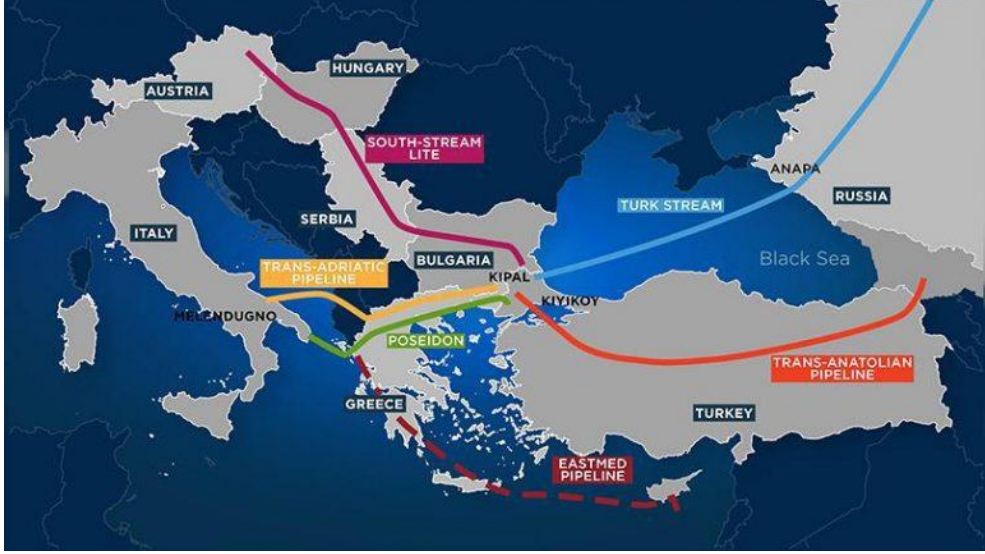 HUNGARY
AUSTRIA
SOUTH-STREAM
LITE
ANAPA
RUSSIA
TURK STREAM
SERBIA
ITALY
BULGARIA
Black Sea
TRANS-ADRIATIC
PIPELINE
KIPAL
KIYIKOY
MELENDUGNO
POSEIDON
TRANS-ANATOLIAN
PIPELINE
GREECE
TURKEY
EASTMED
PIPELINE